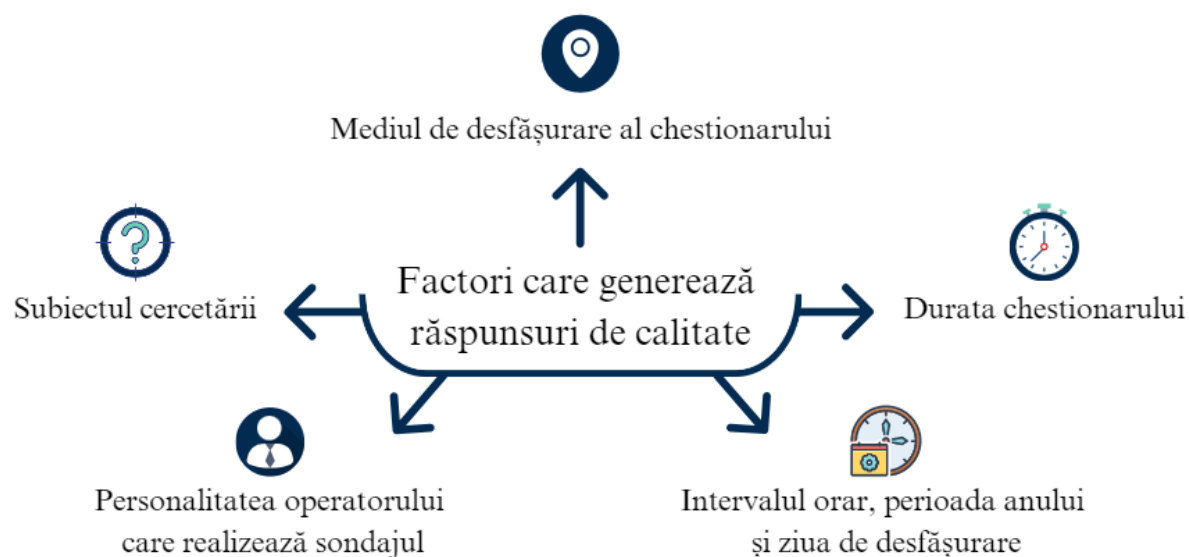 Mediul de desfășurare al chestionarului
Subiectul cercetării
Factori care generează
răspunsuri de calitate
Durata chestionarului
Personalitatea operatorului
care realizează sondajul
Intervalul orar, perioada anului
și ziua de desfășurare